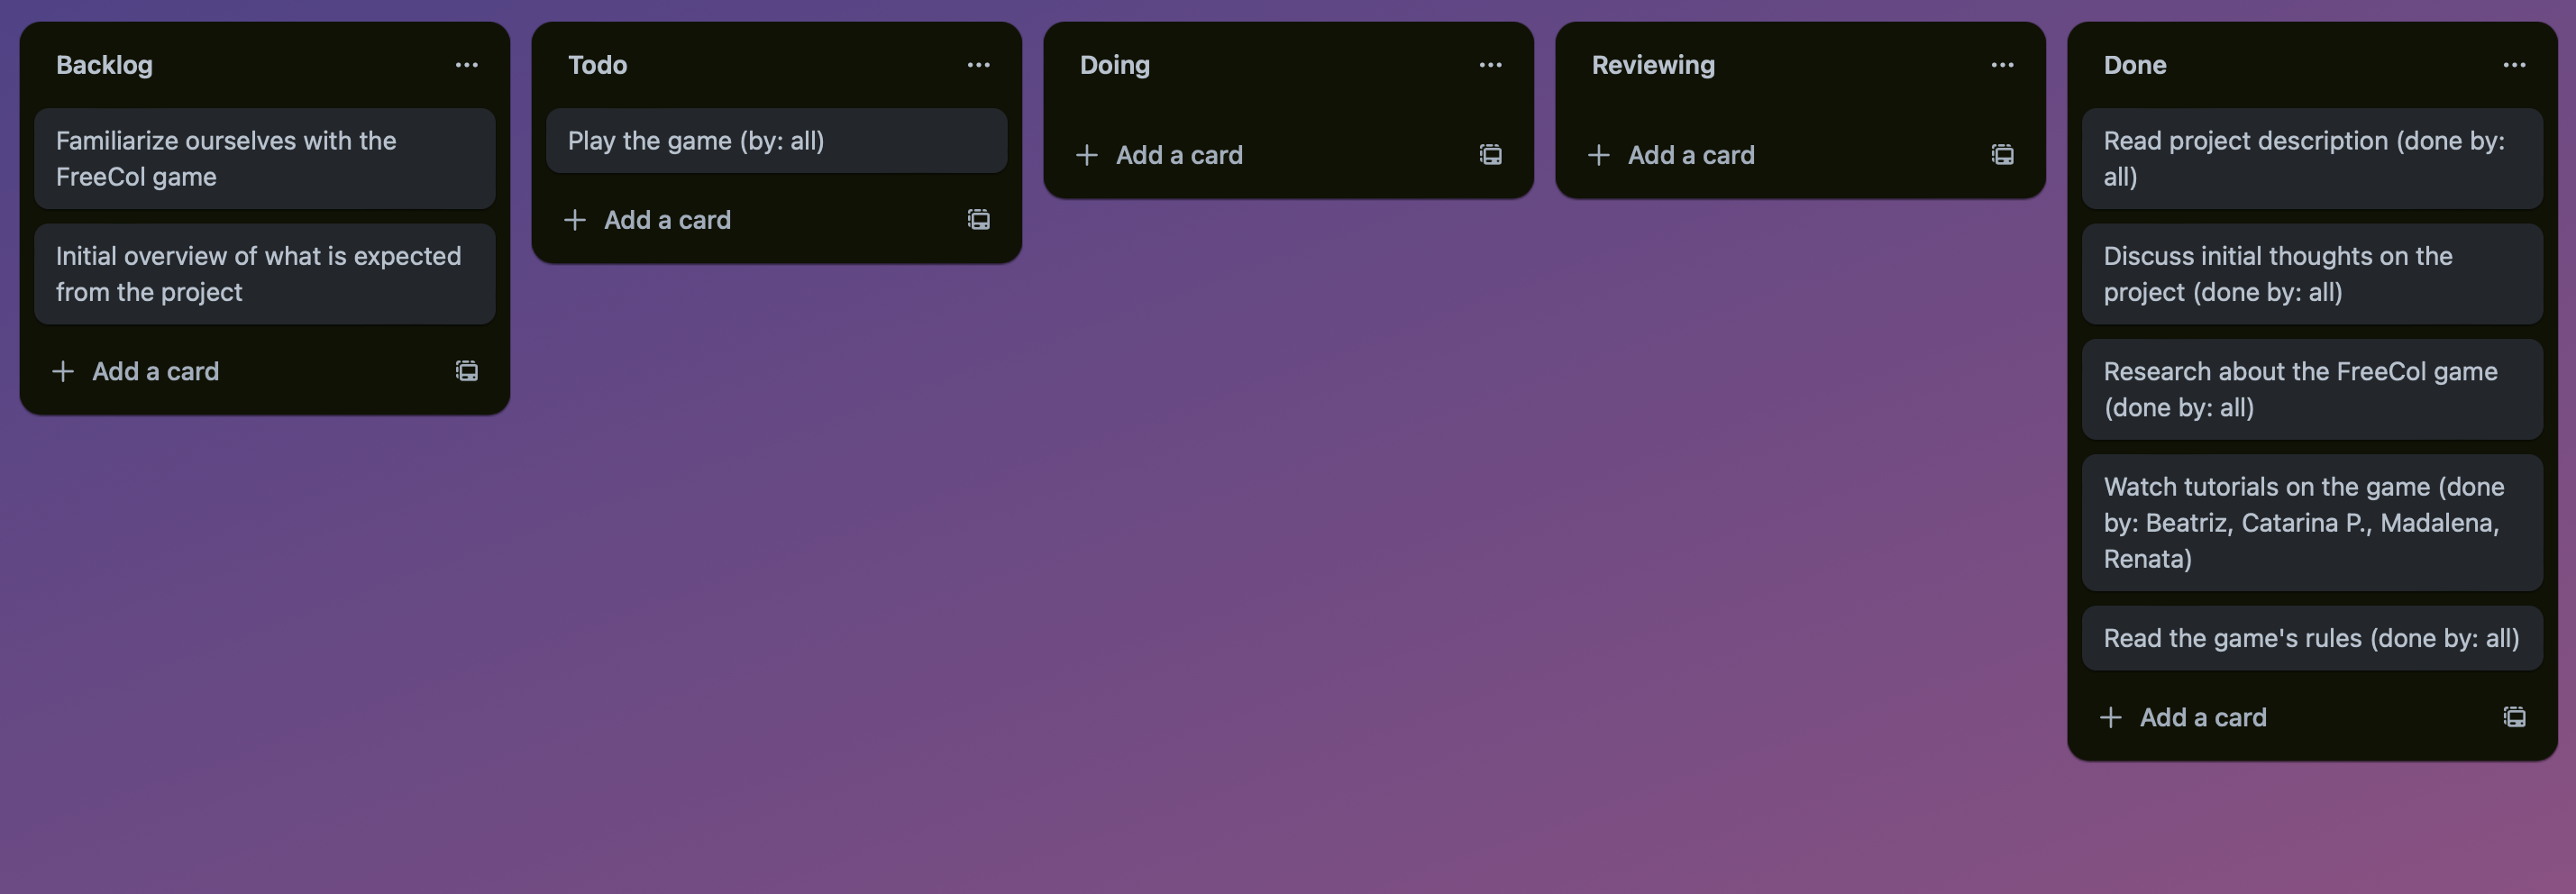 Backlog
Familiarize ourselves with the
FreeCol game
Initial overview of what is expected
from the project
Add a card
Todo
Play the game (by: all)
Add a card
Doing
Add a card
Reviewing
Add a card
Done
Read project description (done by:
all)
Discuss initial thoughts on the
project (done by: all)
Research about the FreeCol game
(done by: all)
Watch tutorials on the game (done
by: Beatriz, Catarina P., Madalena,
Renata)
Read the game's rules (done by: all)
Add a card